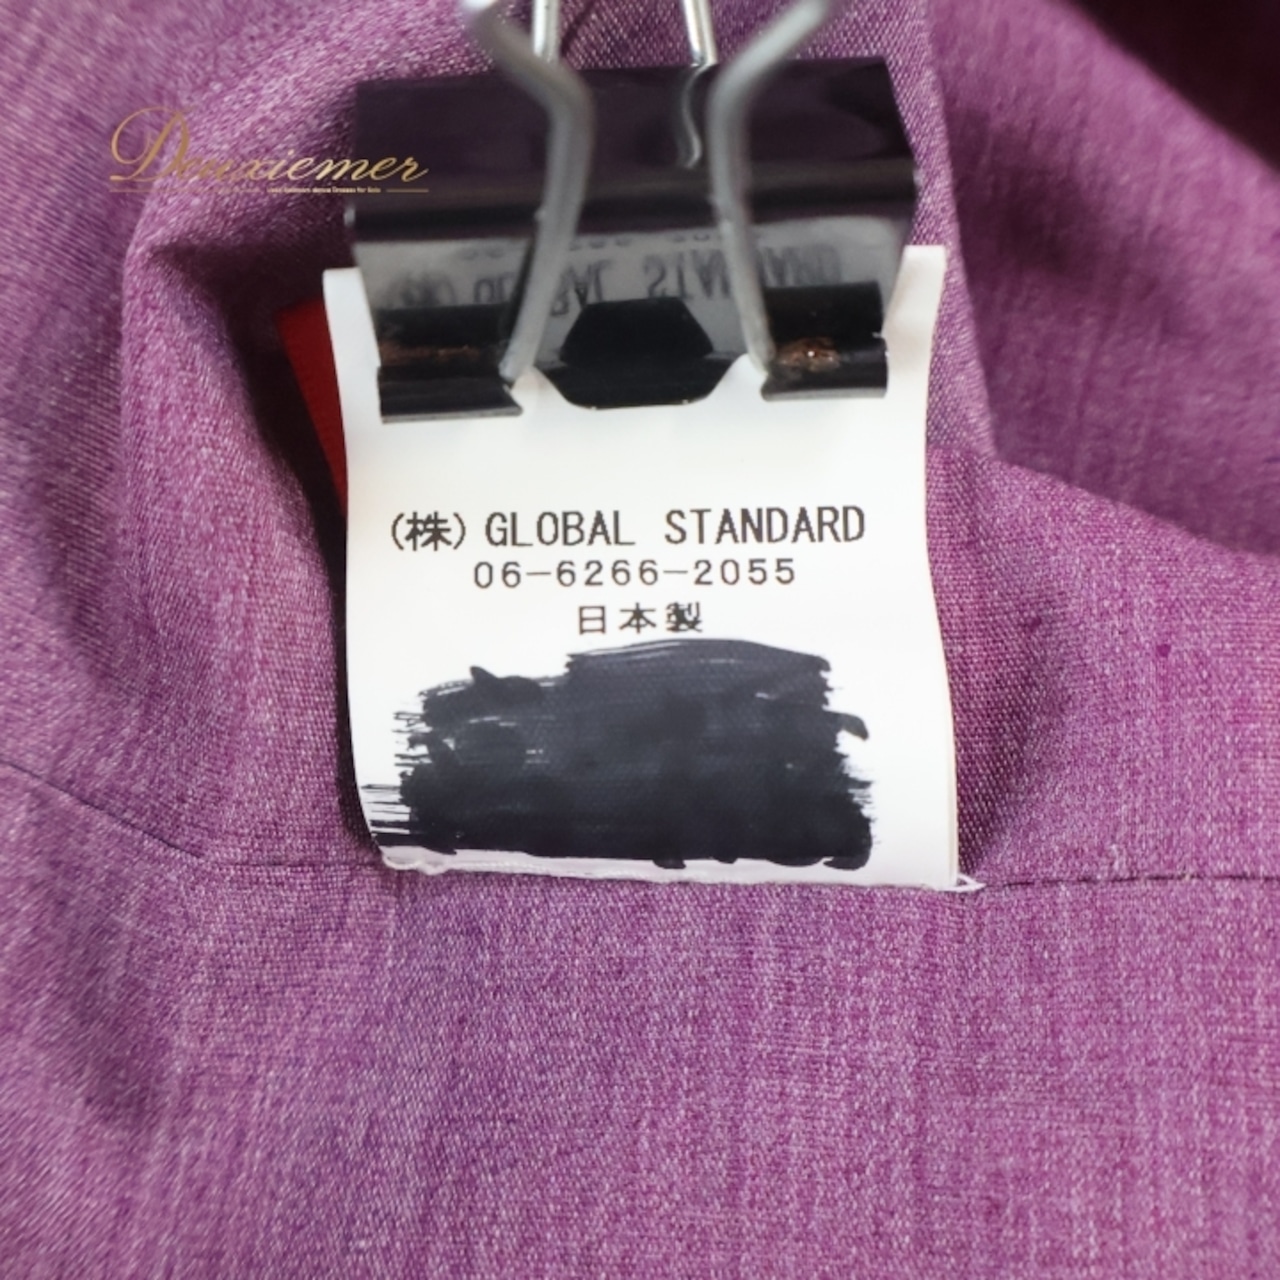 Deuxiemer
(株) GLOBAL STANDARD
06-6266-2055
日本製